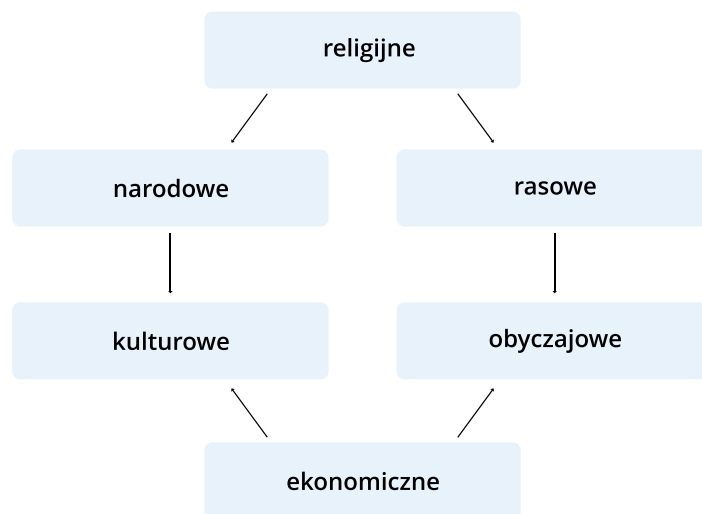 religijne
narodowe
rasowe
kulturowe
obyczajowe
ekonomiczne